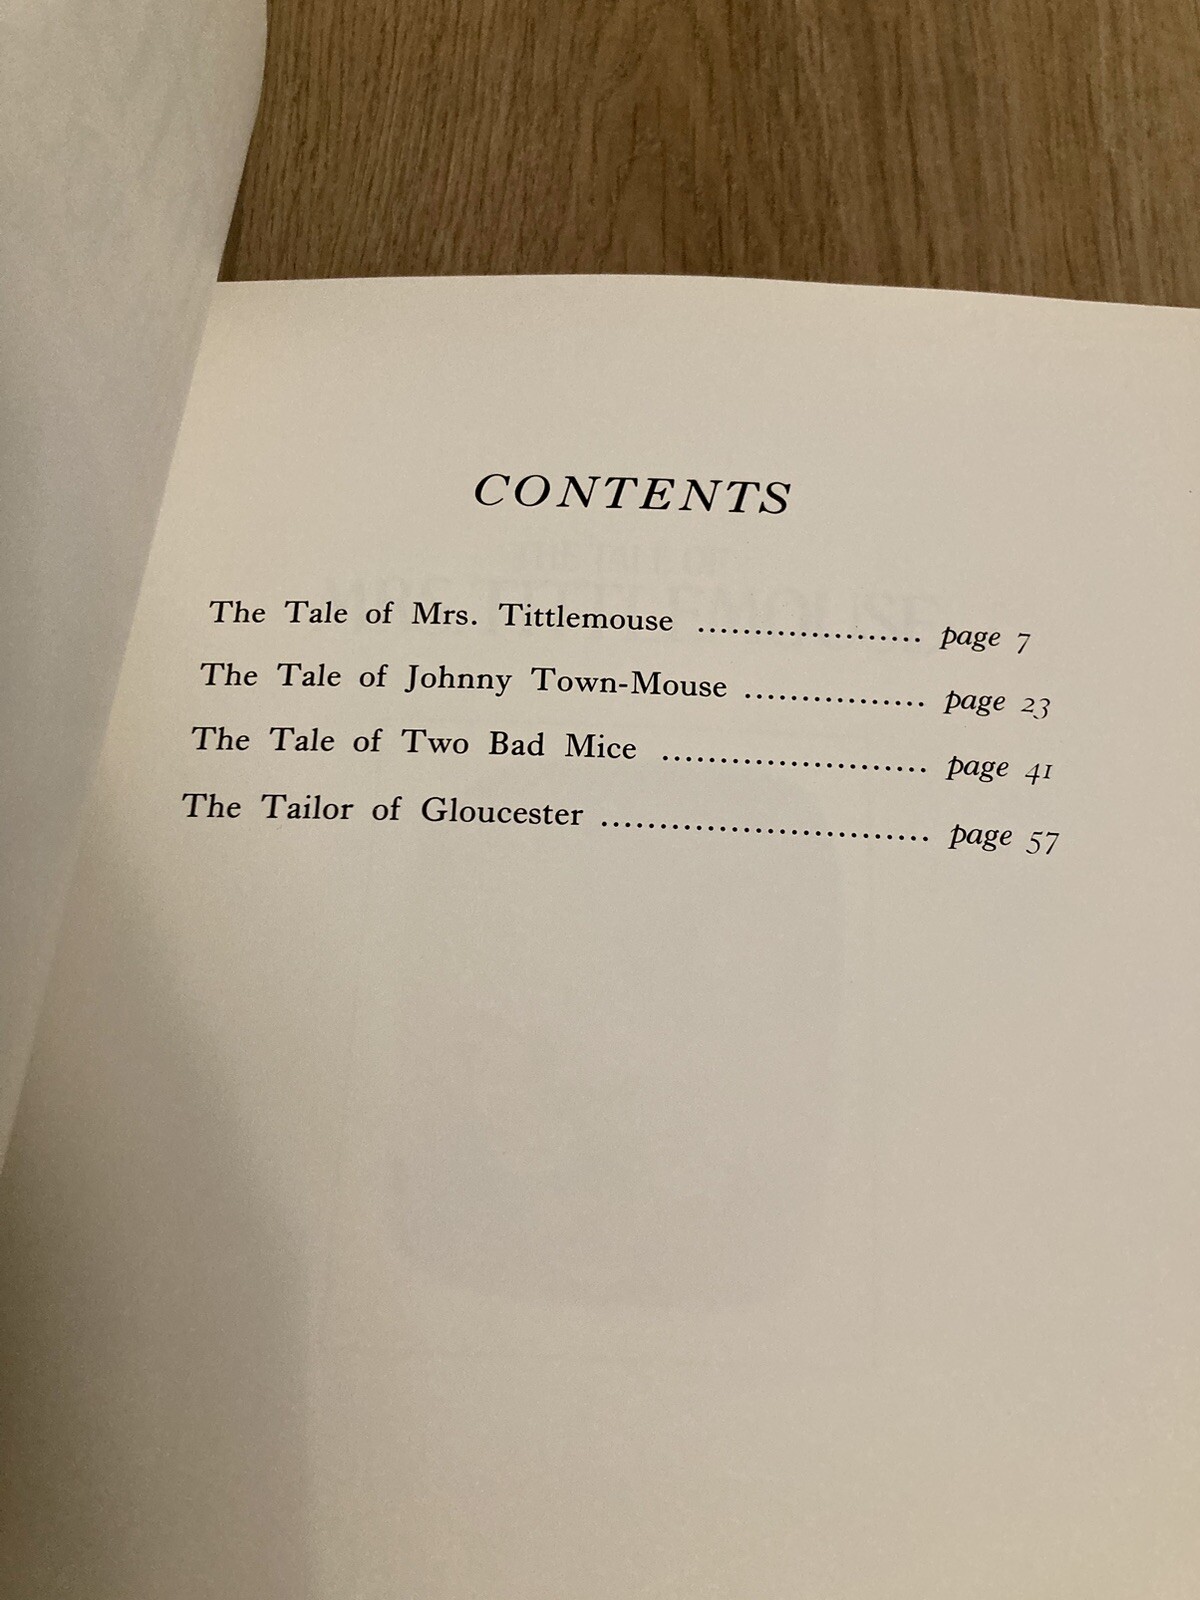 CONTENTS
The Tale of Mrs. Tittlemouse .................... page 7
The Tale of Johnny Town-Mouse ................ page 23
The Tale of Two Bad Mice ....................... page 41
The Tailor of Gloucester ............................ page 57